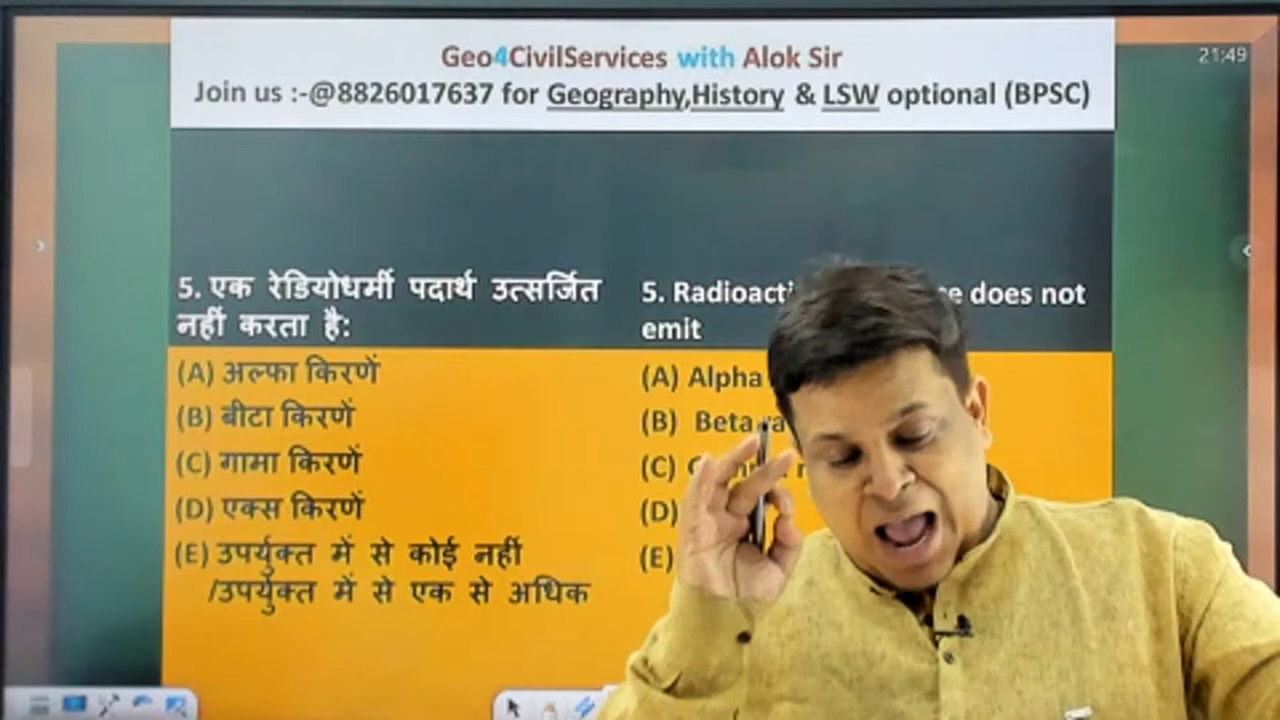 Geo4CivilServices with Alok Sir
Join us :-@8826017637 for Geography,History & LSW optional (BPSC)
21:49
5. एक रेडियोधर्मी पदार्थ उत्सर्जित
नहीं करता है:
(A) अल्फा किरणें
(B) बीटा किरणें
(C) गामा किरणें
(D) एक्स किरणें
(E) उपर्युक्त में से कोई नहीं
/उपर्युक्त में से एक से अधिक
5. does not
emit
(A) Alpha
(B) Beta
(C)
(D)
(E)